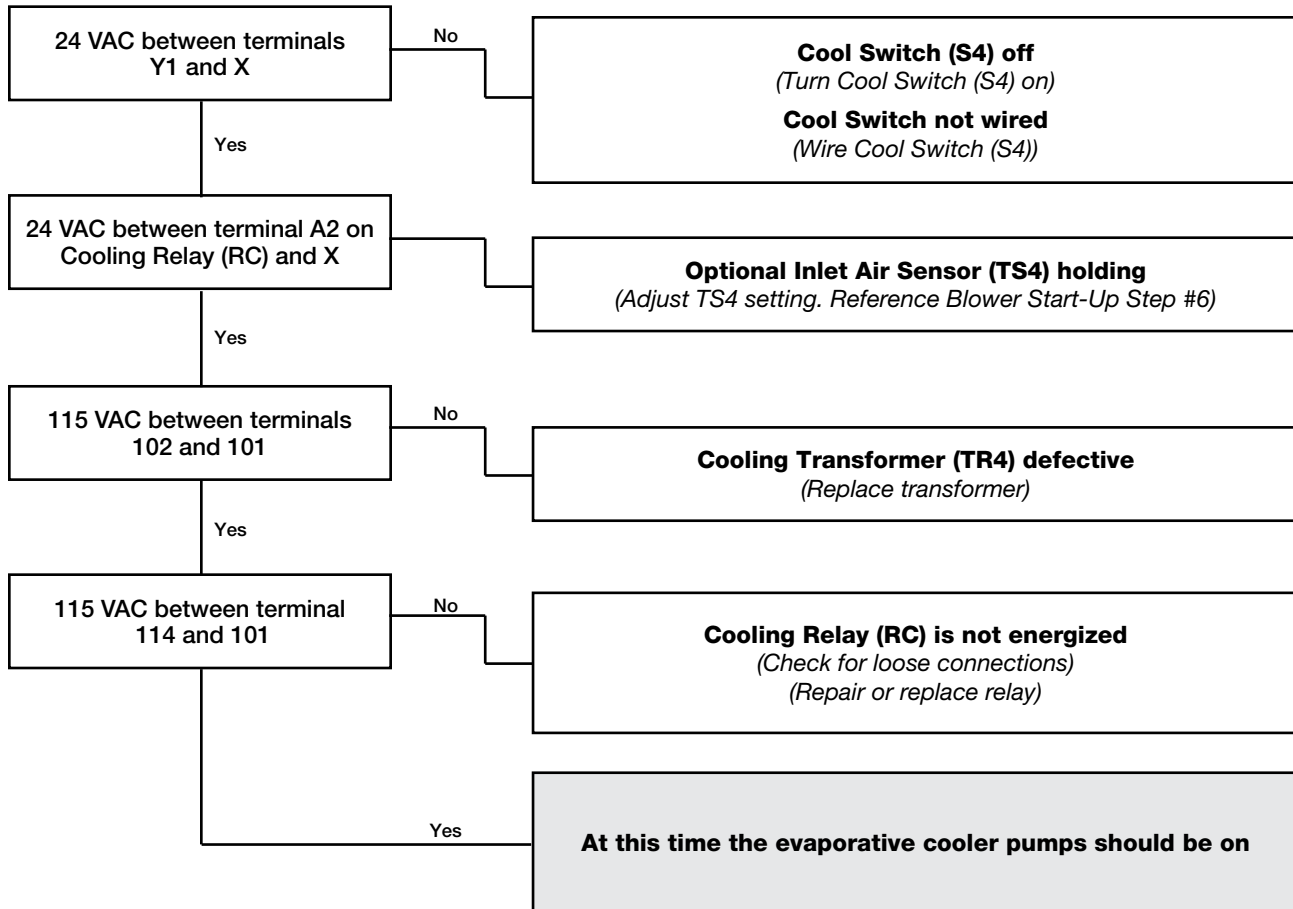 24 VAC between terminals
Y1 and X
No
Cool Switch (S4) off
(Turn Cool Switch (S4) on)
Cool Switch not wired
(Wire Cool Switch (S4))
Yes
24 VAC between terminal A2 on
Cooling Relay (RC) and X
Optional Inlet Air Sensor (TS4) holding
(Adjust TS4 setting. Reference Blower Start-Up Step #6)
Yes
115 VAC between terminals
102 and 101
No
Cooling Transformer (TR4) defective
(Replace transformer)
Yes
115 VAC between terminal
114 and 101
No
Cooling Relay (RC) is not energized
(Check for loose connections)
(Repair or replace relay)
Yes
At this time the evaporative cooler pumps should be on